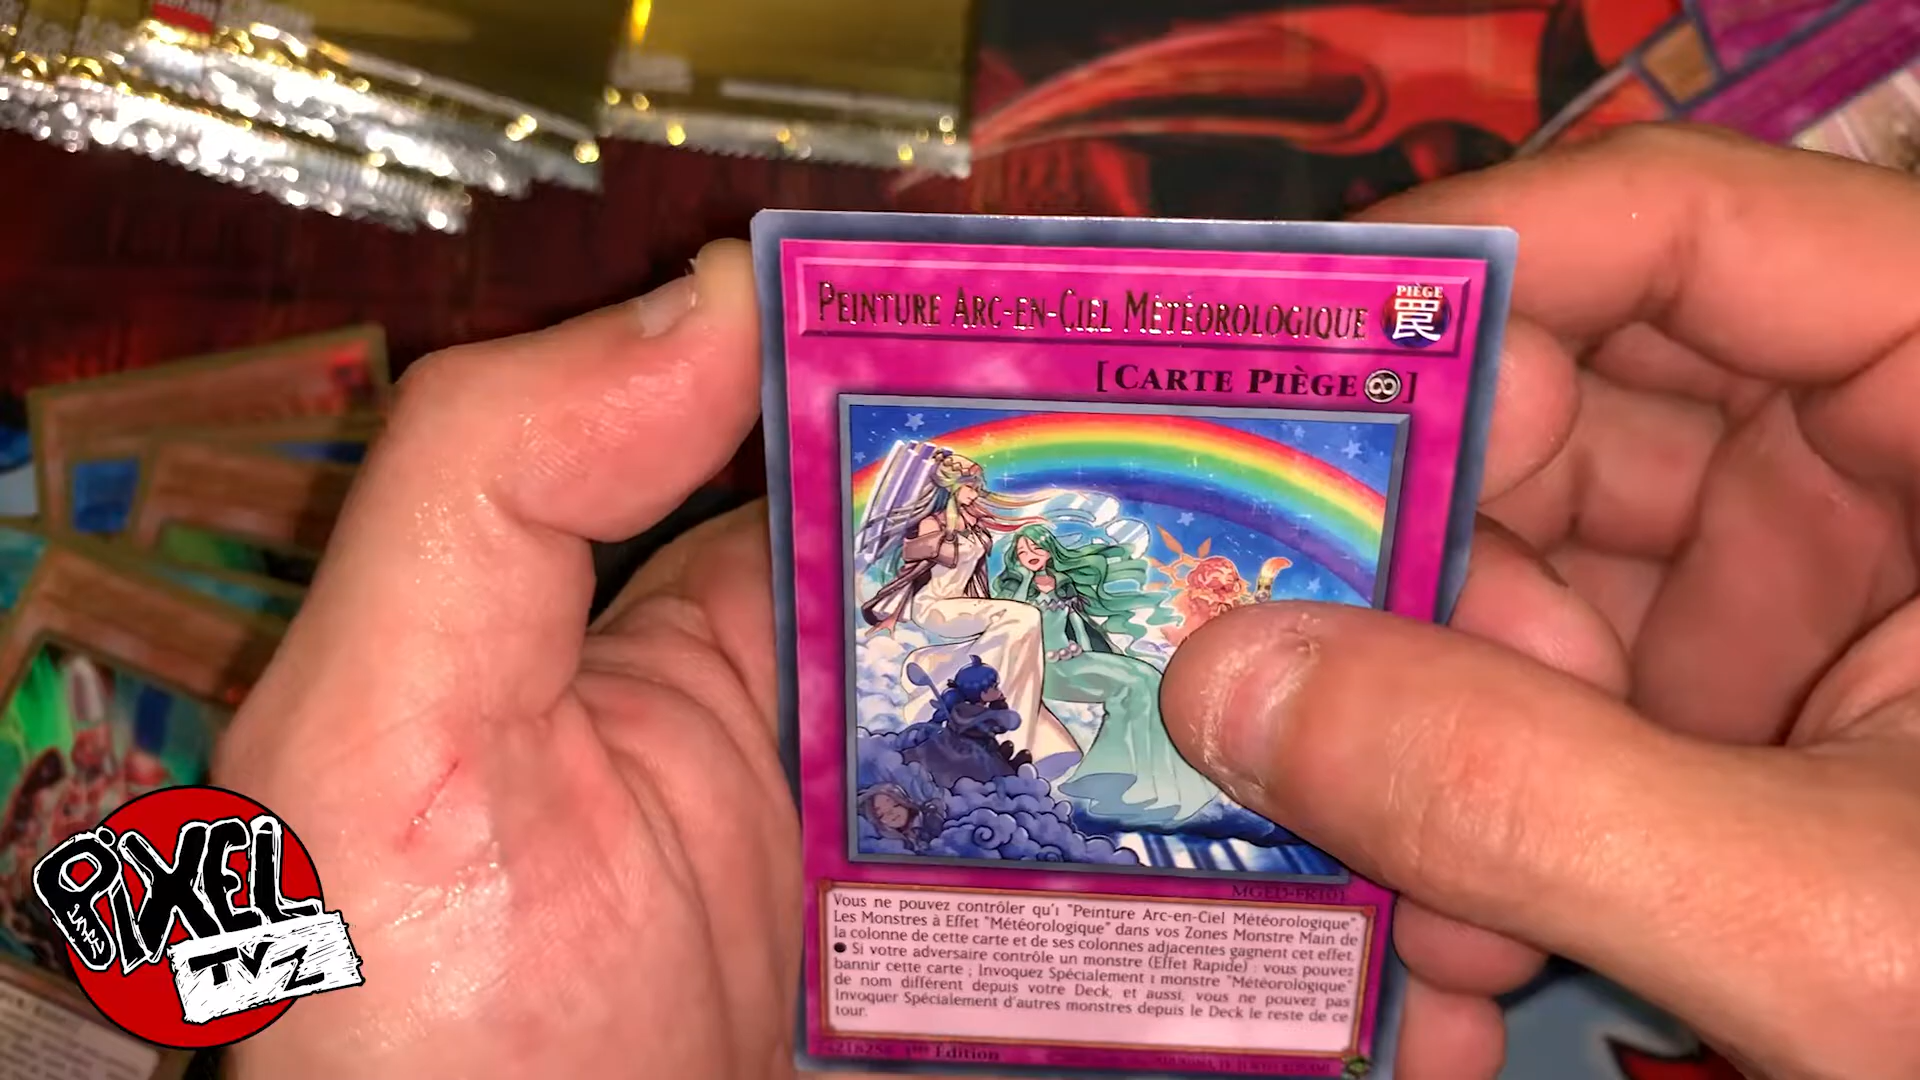 PEINTURE ARC-EN-CIEL MÉTÉOROLOGIQUE
PIÈGE
罠
[CARTE PIÈGE]
MGED-FR101
Vous ne pouvez contrôler qu'1 "Peinture Arc-en-Ciel Météorologique".
Les Monstres à Effet "Météorologique" dans vos Zones Monstre Main de
la colonne de cette carte et de ses colonnes adjacentes gagnent cet effet.
● Si votre adversaire contrôle un monstre (Effet Rapide) : vous pouvez
bannir cette carte ; Invoquez Spécialement 1 monstre "Météorologique"
de nom différent depuis votre Deck, et aussi, vous ne pouvez pas
Invoquer Spécialement d'autres monstres depuis le Deck le reste de ce
tour.
Édition
PIXEL
TVZ